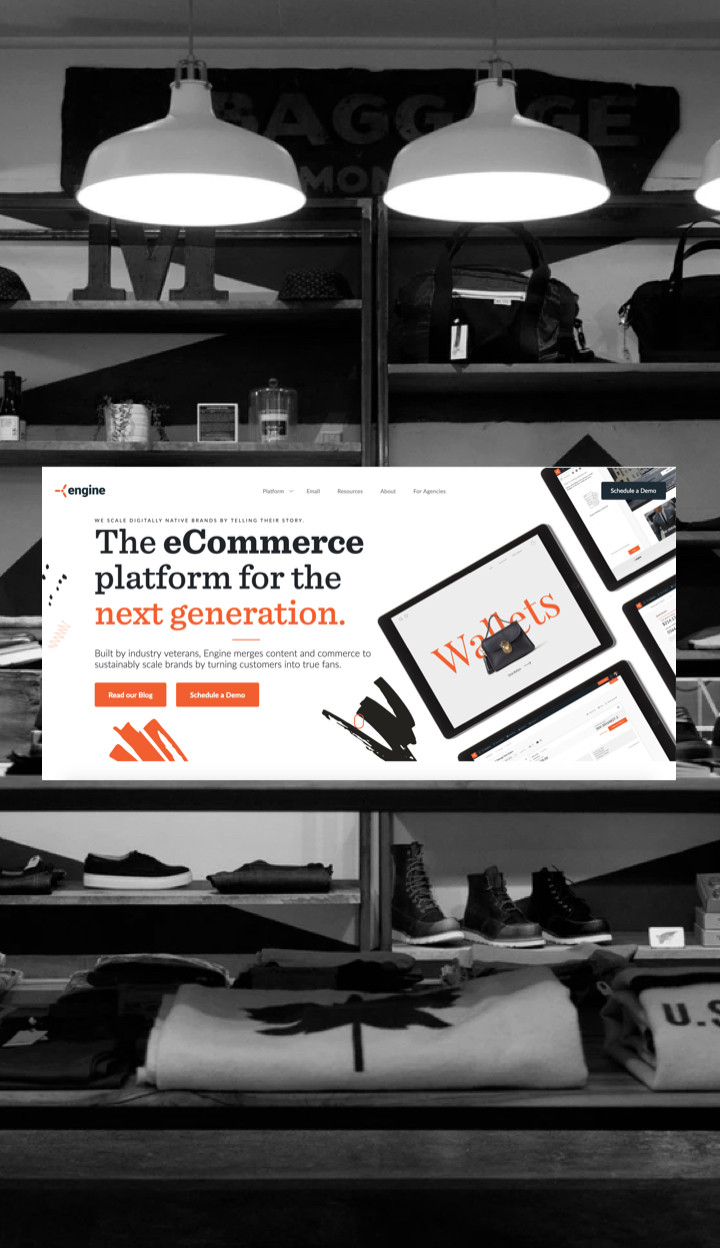 BAGGAGE
M
engine
Platform Email Resources About For Agencies
Schedule a Demo
WE SCALE DIGITALLY NATIVE BRANDS BY TELLING THEIR STORY.
The eCommerce
platform for the
next generation.
Built by industry veterans, Engine merges content and commerce to
sustainably scale brands by turning customers into true fans.
Read our Blog Schedule a Demo
Wallets
U.S